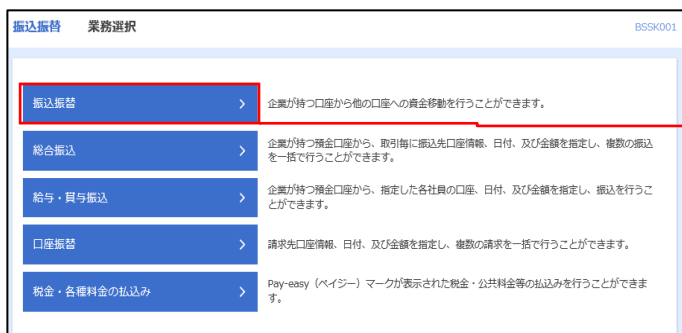 振込振替 業務選択 BSSK001
振込振替 企業が持つ口座から他の口座への資金移動を行うことができます。
総合振込 企業が持つ預金口座から、取引毎に振込先口座情報、日付、及び金額を指定し、複数の振込
を一括で行うことができます。
給与・賞与振込 企業が持つ預金口座から、指定した各社員の口座、日付、及び金額を指定し、振込を行うこ
とができます。
口座振替 請求先口座情報、日付、及び金額を指定し、複数の請求を一括で行うことができます。
税金・各種料金の払込み Pay-easy（ペイジー）マークが表示された税金・公共料金等の払込みを行うことができま
す。